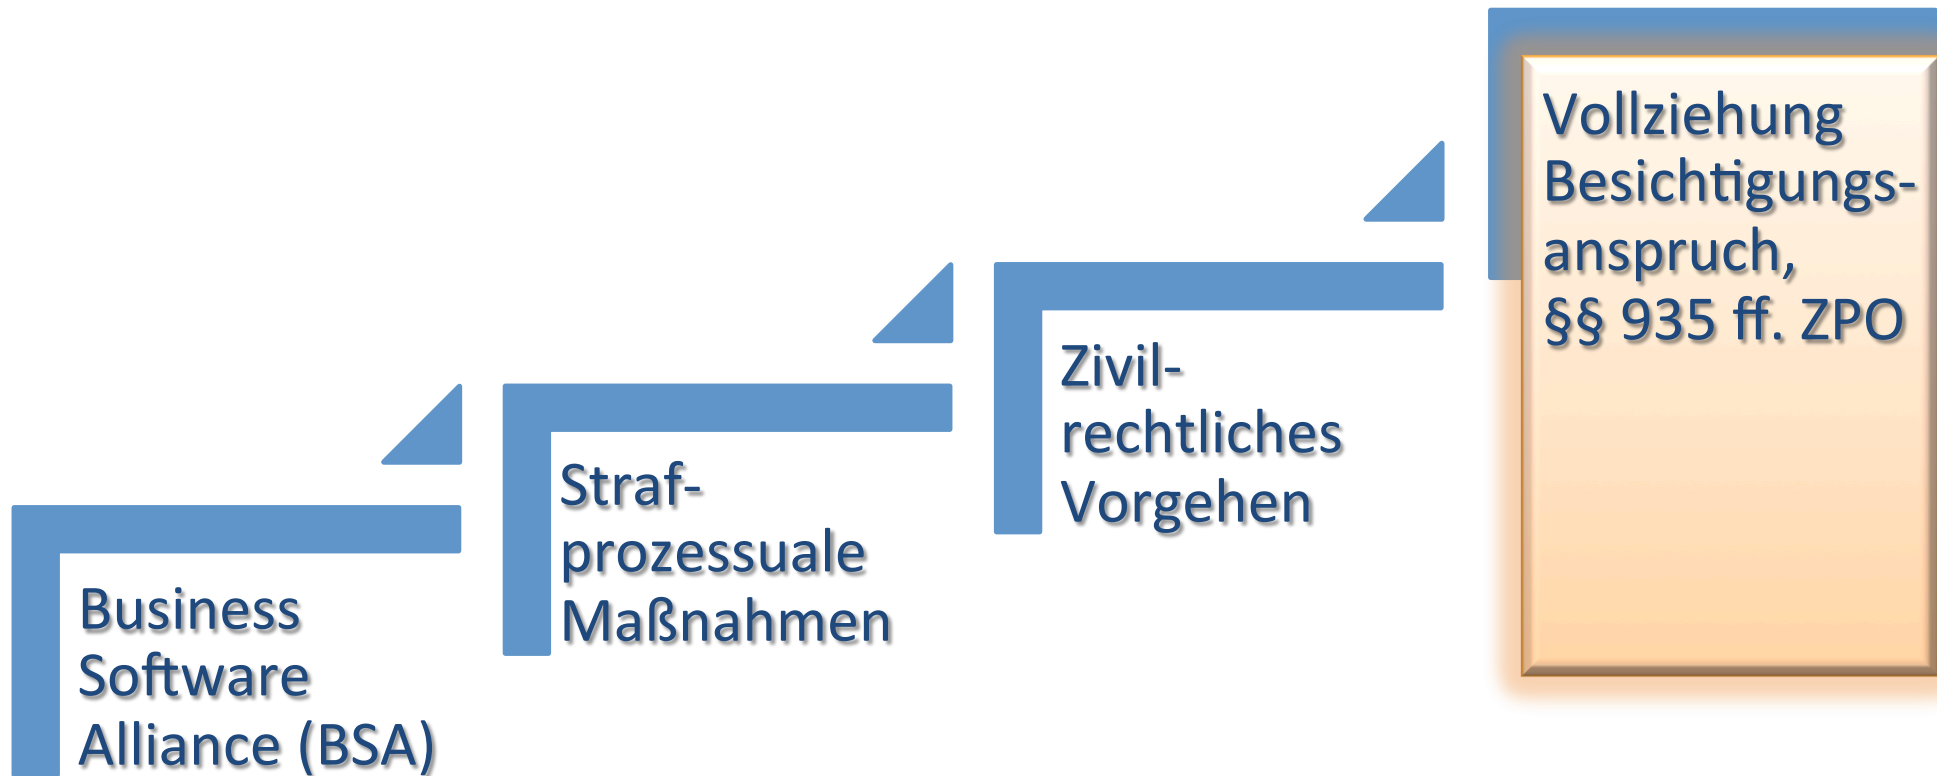 Business
Software
Alliance (BSA)
Straf-
prozessuale
Maßnahmen
Zivil-
rechtliches
Vorgehen
Vollziehung
Besichtigungs-
anspruch,
§§ 935 ff. ZPO